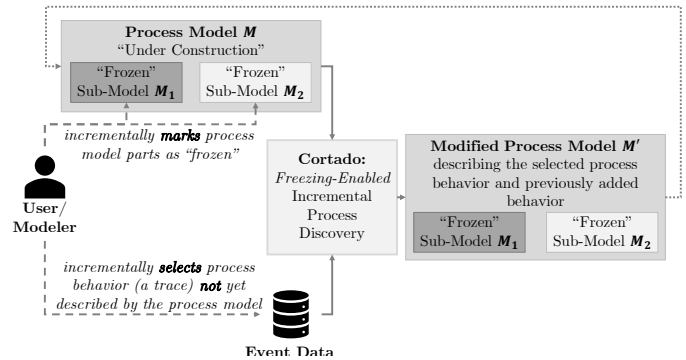 Process Model M
“Under Construction”
“Frozen”
Sub-Model M₁
“Frozen”
Sub-Model M₂
incrementally marks process
model parts as “frozen”
User/
Modeler
Cortado:
Freezing-Enabled
Incremental
Process
Discovery
Modified Process Model M′
describing the selected process
behavior and previously added
behavior
“Frozen”
Sub-Model M₁
“Frozen”
Sub-Model M₂
incrementally selects process
behavior (a trace) not yet
described by the process model
Event Data